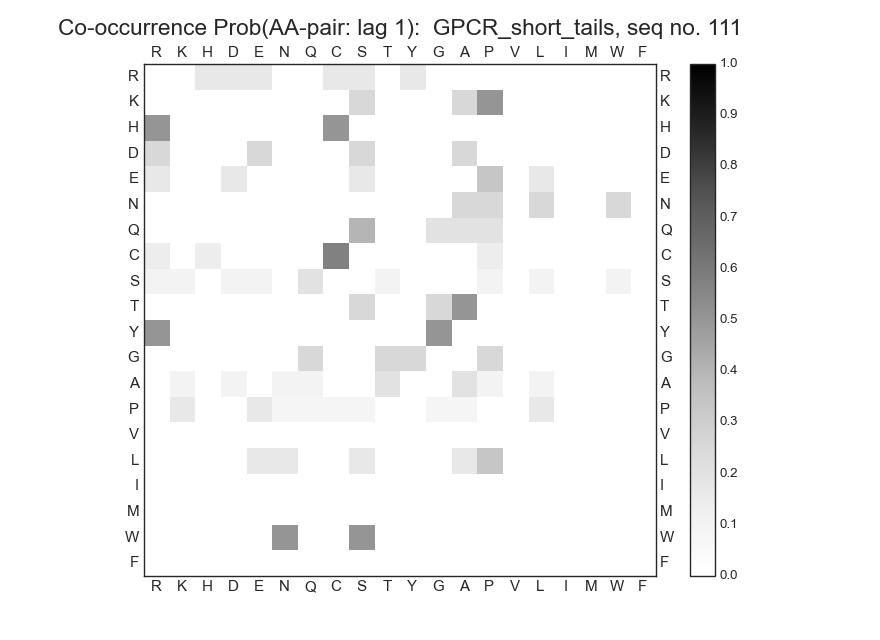 Co-occurrence Prob(AA-pair: lag 1):  GPCR_short_tails, seq no. 111
R K H D E N Q C S T Y G A P V L I M W F
1.0
R R
0.9
K K
H H
0.8
D D
0.7
E E
N N
0.6
Q Q
C C
0.5
S S
T T
0.4
Y Y
G G
0.3
A A
0.2
P P
V V
0.1
L L
I I
M M
W W
F F
0.0
R K H D E N Q C S T Y G A P V L I M W F